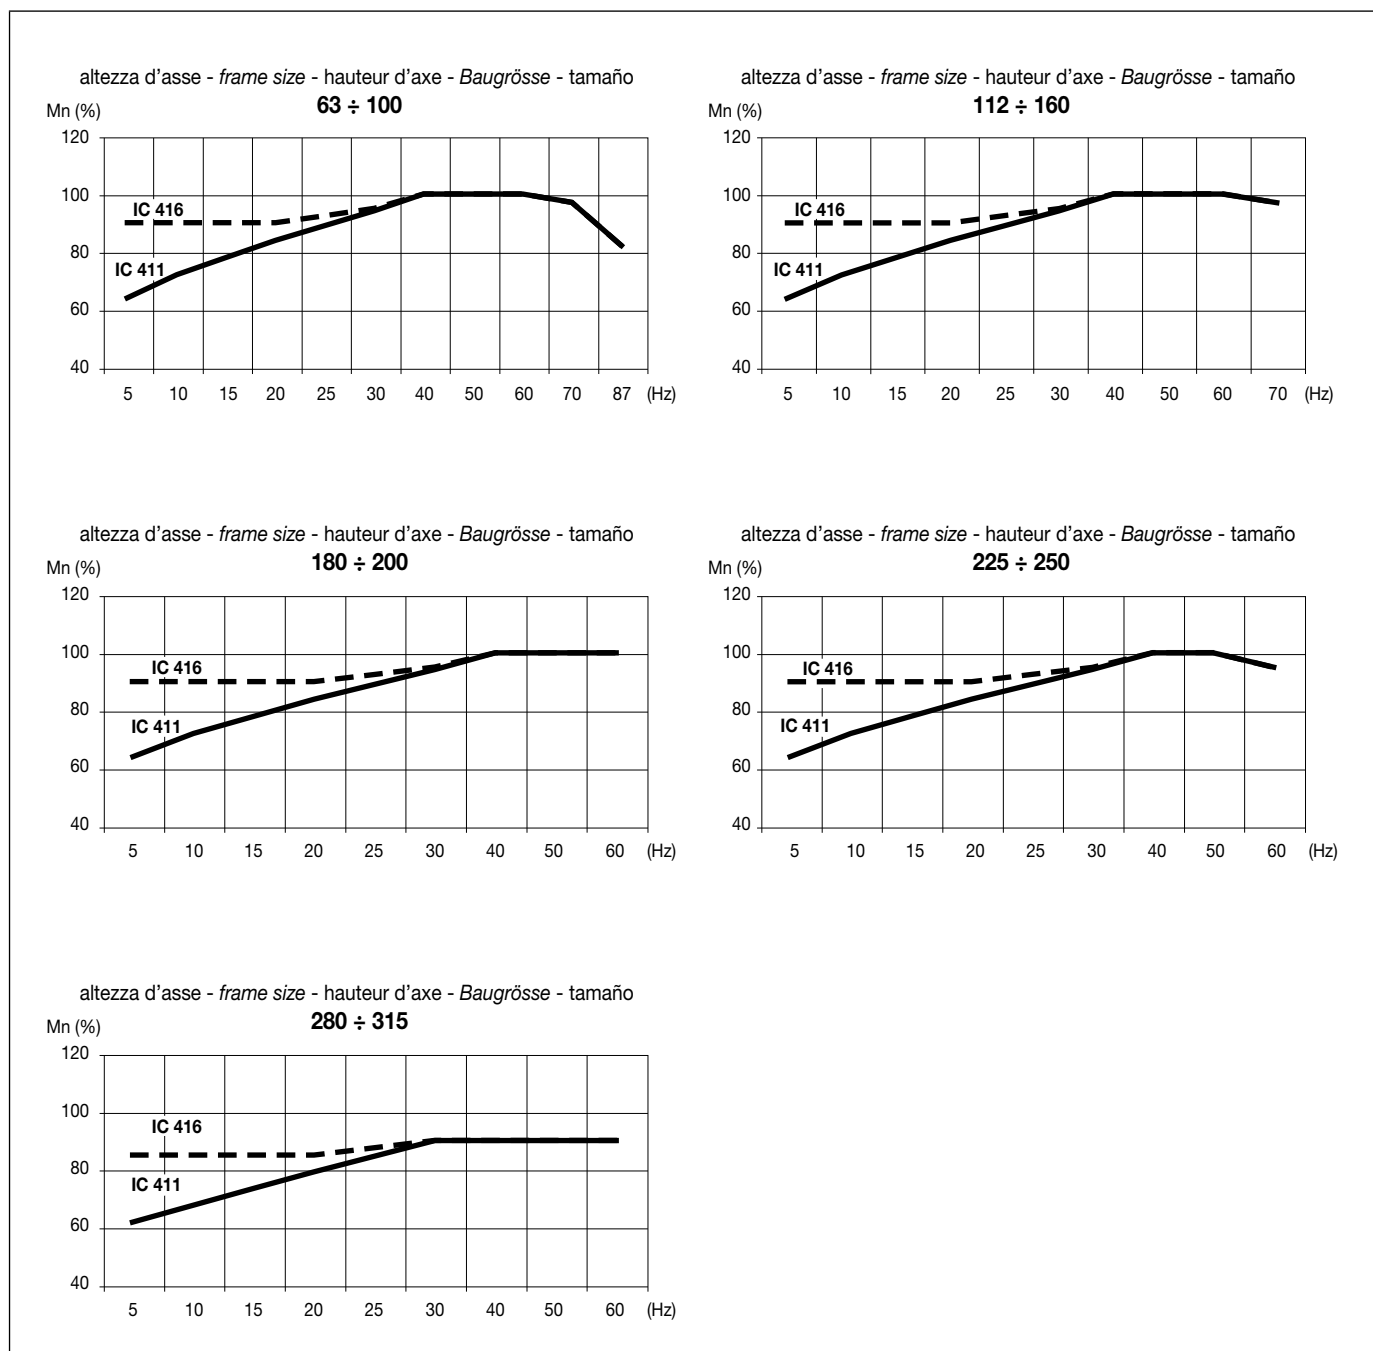 altezza d'asse - frame size - hauteur d'axe - Baugrösse - tamaño
63 ÷ 100
Mn (%)
120
100
80
60
40
IC 416
IC 411
5 10 15 20 25 30 40 50 60 70 87 (Hz)
altezza d'asse - frame size - hauteur d'axe - Baugrösse - tamaño
112 ÷ 160
Mn (%)
120
100
80
60
40
IC 416
IC 411
5 10 15 20 25 30 40 50 60 70 (Hz)
altezza d'asse - frame size - hauteur d'axe - Baugrösse - tamaño
180 ÷ 200
Mn (%)
120
100
80
60
40
IC 416
IC 411
5 10 15 20 25 30 40 50 60 (Hz)
altezza d'asse - frame size - hauteur d'axe - Baugrösse - tamaño
225 ÷ 250
Mn (%)
120
100
80
60
40
IC 416
IC 411
5 10 15 20 25 30 40 50 60 (Hz)
altezza d'asse - frame size - hauteur d'axe - Baugrösse - tamaño
280 ÷ 315
Mn (%)
120
100
80
60
40
IC 416
IC 411
5 10 15 20 25 30 40 50 60 (Hz)